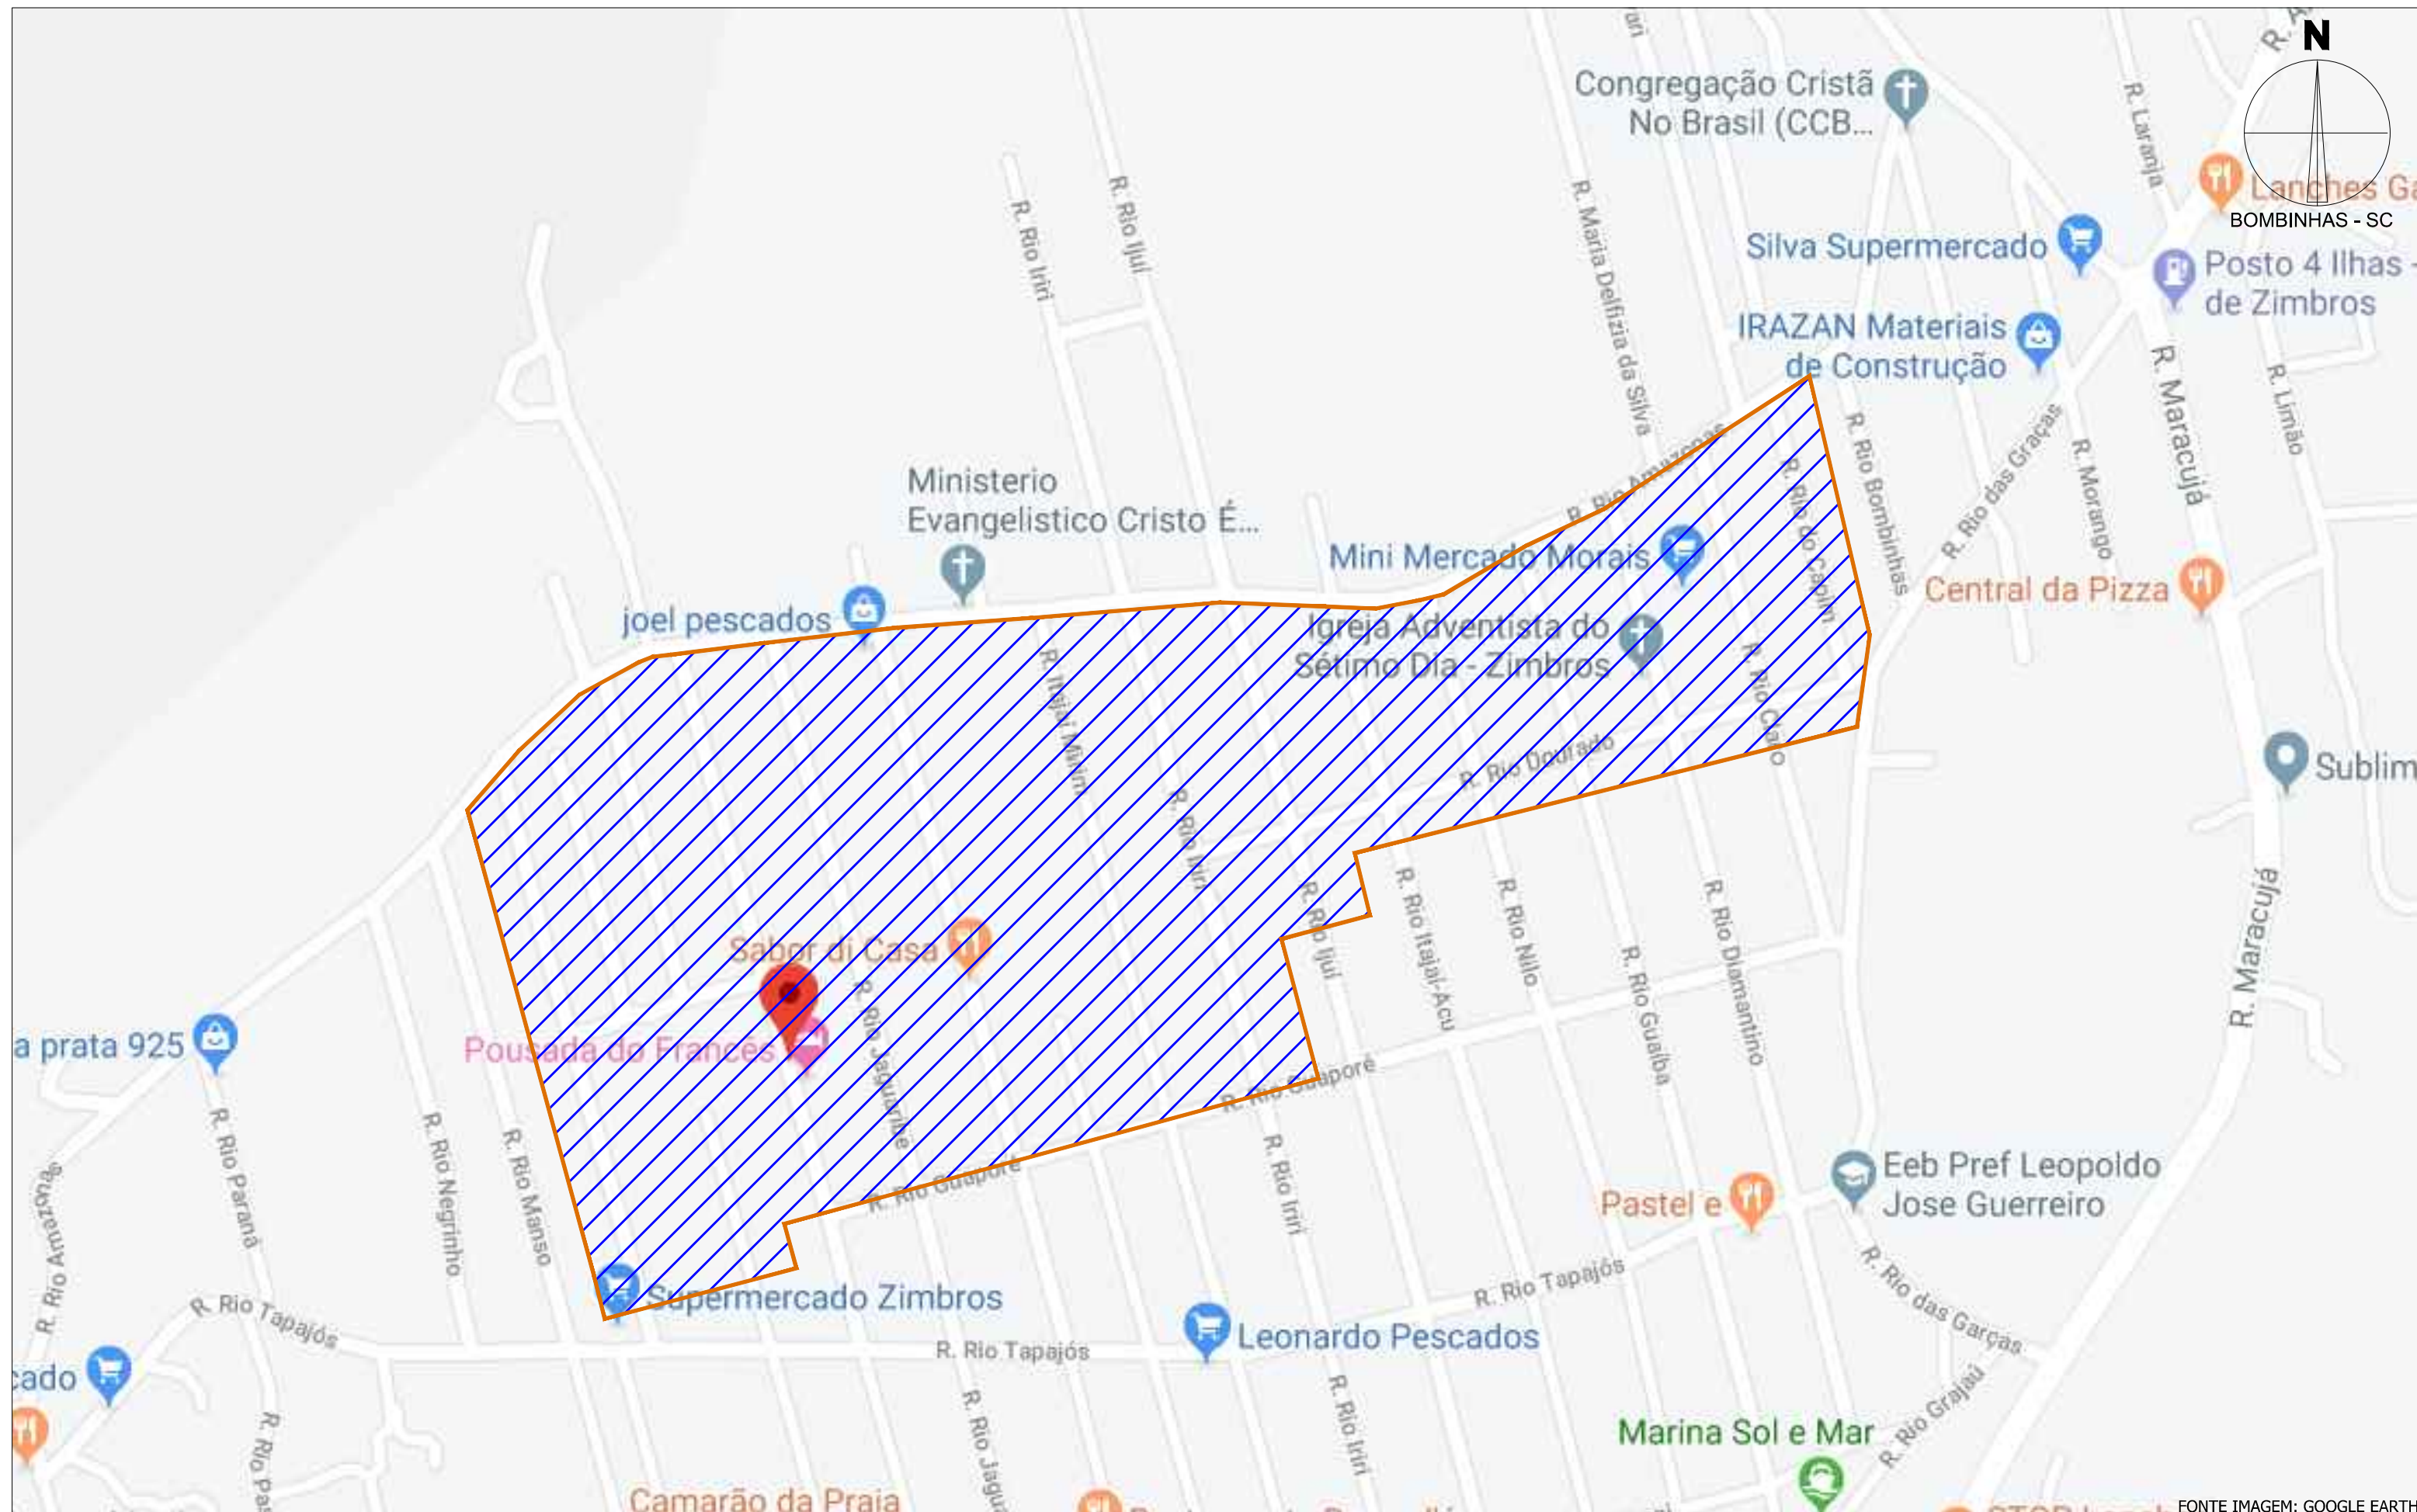 N
BOMBINHAS - SC
Congregação Cristã
No Brasil (CCB...
R. Laranja
Lanches
Silva Supermercado
Posto 4 Ilhas -
de Zimbros
IRAZAN Materiais
de Construção
R. Rio Iriri
R. Rio Ijuí
R. Maria Delfizia da Silva
R. Maracujá
R. Limão
R. Rio Amazonas
R. Rio Bombinhas
R. Rio das Graças
R. Morango
Ministerio
Evangelistico Cristo É...
Mini Mercado Morais
R. Rio do Capim
Central da Pizza
joel pescados
Igreja Adventista do
Sétimo Dia - Zimbros
R. Itajaí Mirim
R. Rio Claro
R. Rio Dourado
Sublim
R. Rio Iriri
R. Rio Ijuí
R. Rio Itajaí-Acu
R. Rio Nilo
R. Rio Guaíba
R. Rio Diamantino
R. Maracujá
Sabor di Casa
Pousada do Francês
R. Rio Jaguaribe
a prata 925
R. Rio Guaporé
R. Rio Guaporé
R. Rio Paraná
R. Rio Negrinho
R. Rio Manso
R. Rio Iriri
R. Rio Amazonas
Eeb Pref Leopoldo
Jose Guerreiro
Pastel e
R. Rio Tapajós
Supermercado Zimbros
R. Rio Tapajós
R. Rio das Garças
Leonardo Pescados
R. Rio Tapajós
cado
R. Rio Jagua
R. Rio Iriri
R. Rio Grajaú
Marina Sol e Mar
R. Rio Pas
Camarão da Praia
FONTE IMAGEM: GOOGLE EARTH